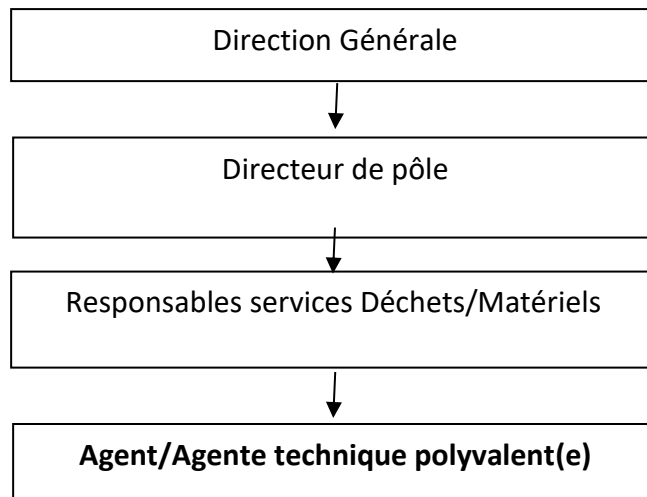 Direction Générale
Directeur de pôle
Responsables services Déchets/Matériels
Agent/Agente technique polyvalent(e)